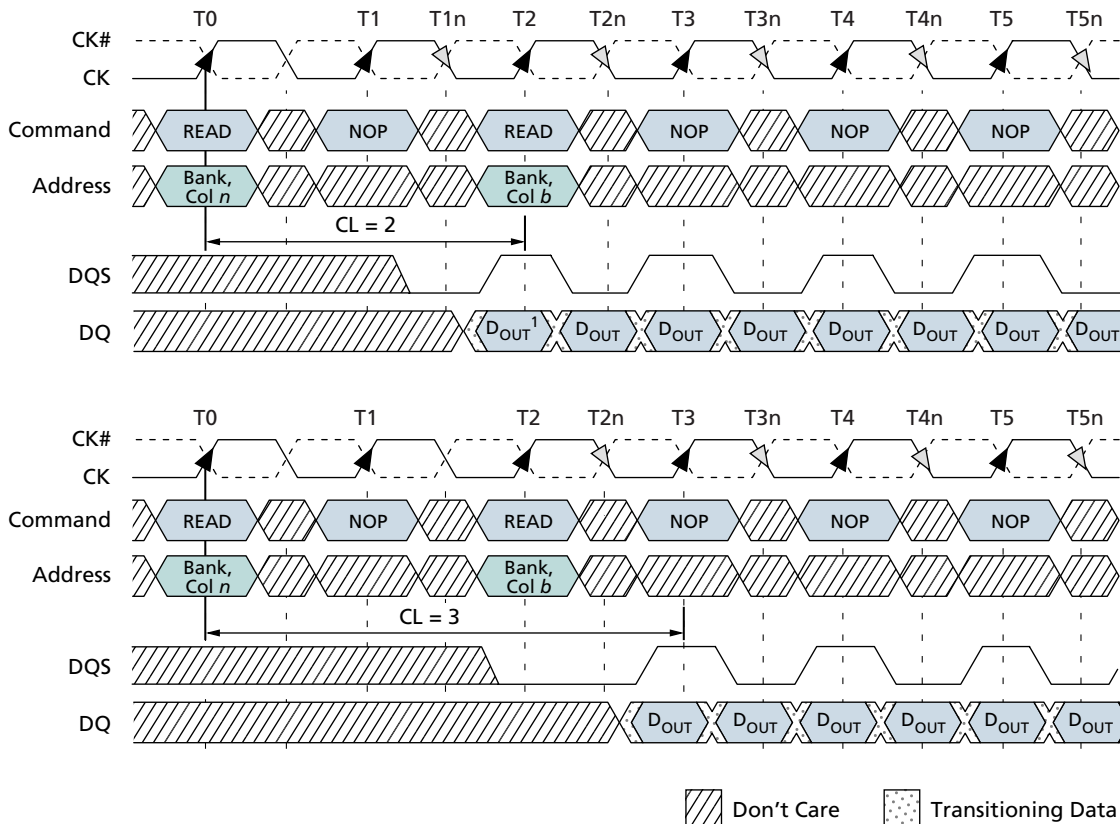 T0 T1 T1n T2 T2n T3 T3n T4 T4n T5 T5n
CK#
CK
Command READ NOP READ NOP NOP NOP
Address Bank, Col n Bank, Col b
CL = 2
DQS
DQ DOUT1 DOUT DOUT DOUT DOUT DOUT DOUT DOUT
T0 T1 T2 T2n T3 T3n T4 T4n T5 T5n
CK#
CK
Command READ NOP READ NOP NOP NOP
Address Bank, Col n Bank, Col b
CL = 3
DQS
DQ DOUT DOUT DOUT DOUT DOUT DOUT
Don't Care Transitioning Data